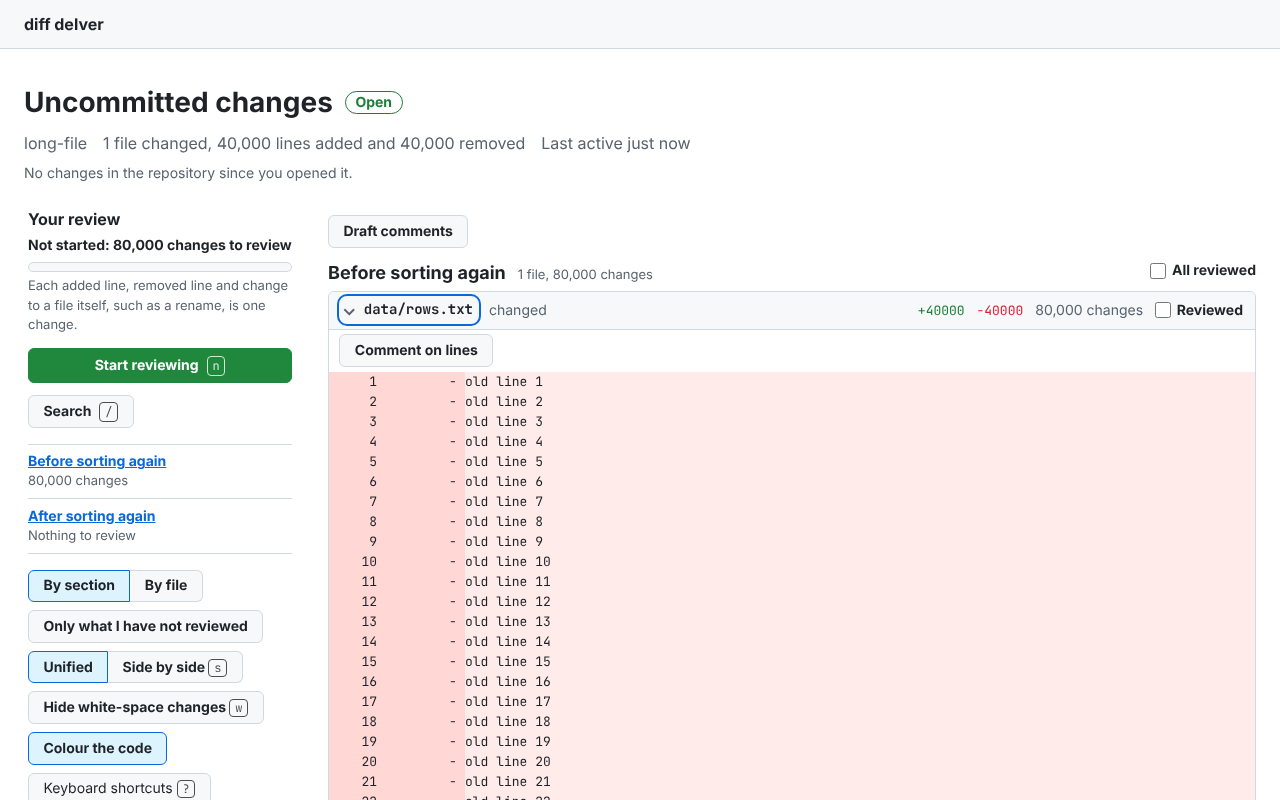 diff delver
Uncommitted changes Open
long-file 1 file changed, 40,000 lines added and 40,000 removed Last active just now
No changes in the repository since you opened it.
Your review
Not started: 80,000 changes to review
Each added line, removed line and change
to a file itself, such as a rename, is one
change.
Start reviewing n
Search /
Before sorting again
80,000 changes
After sorting again
Nothing to review
By section By file
Only what I have not reviewed
Unified Side by side s
Hide white-space changes w
Colour the code
Keyboard shortcuts ?
Draft comments
Before sorting again 1 file, 80,000 changes All reviewed
data/rows.txt changed +40000 -40000 80,000 changes Reviewed
Comment on lines
1 - old line 1
2 - old line 2
3 - old line 3
4 - old line 4
5 - old line 5
6 - old line 6
7 - old line 7
8 - old line 8
9 - old line 9
10 - old line 10
11 - old line 11
12 - old line 12
13 - old line 13
14 - old line 14
15 - old line 15
16 - old line 16
17 - old line 17
18 - old line 18
19 - old line 19
20 - old line 20
21 - old line 21